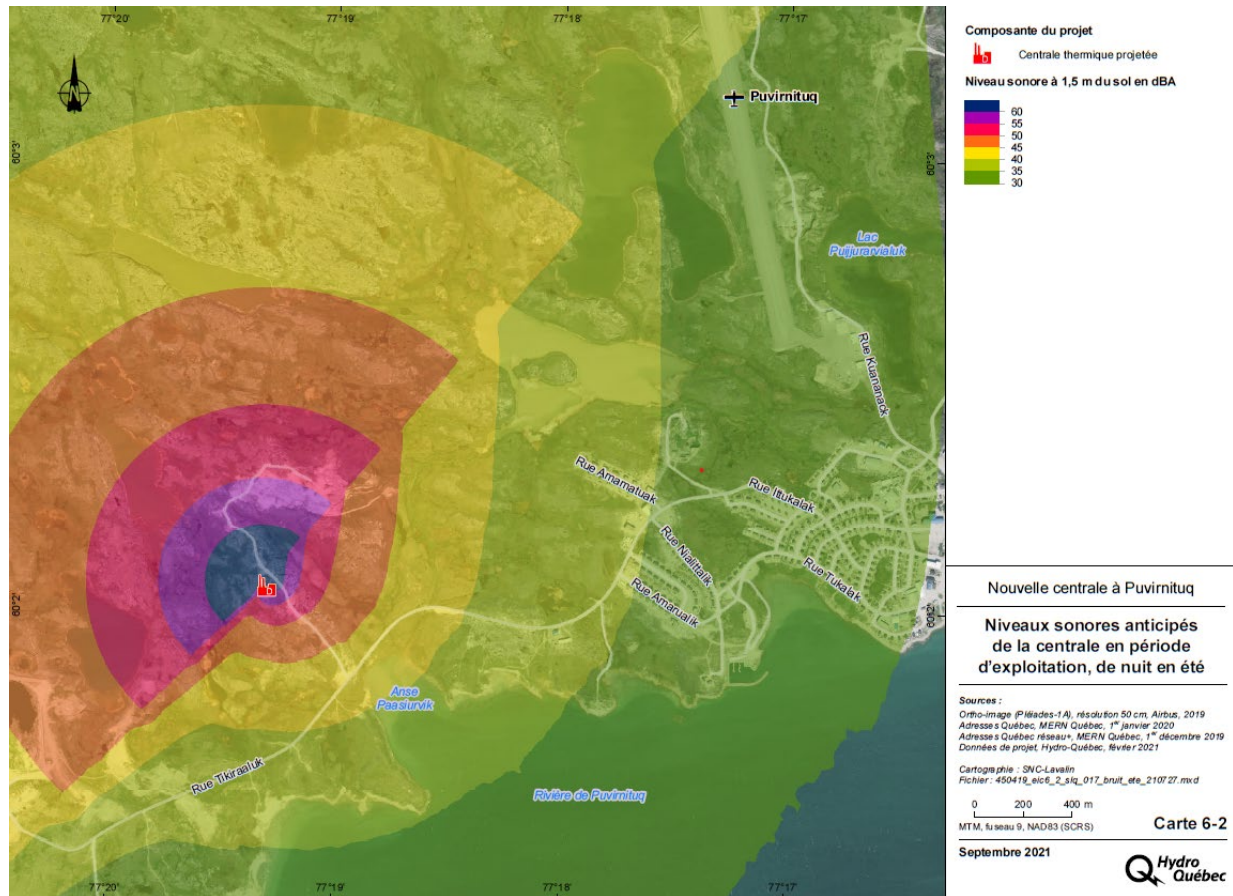 77°20'
77°19'
77°18'
77°17'
60°3'
60°3'
60°2'
60°2'
77°20'
77°19'
77°18'
77°17'
N
Puvirnituq
Lac
Puijjurarvialuk
Rue Kuananack
Rue Amamatuak
Rue Ittukalak
Rue Nialittalik
Rue Tukalak
Rue Amarualik
Anse
Paasiurvik
Rue Tikiraaluk
Rivière de Puvirnituq
Composante du projet
Centrale thermique projetée
Niveau sonore à 1,5 m du sol en dBA
60
55
50
45
40
35
30
Nouvelle centrale à Puvirnituq
Niveaux sonores anticipés
de la centrale en période
d'exploitation, de nuit en été
Sources :
Ortho-image (Pléiades-1A), résolution 50 cm, Airbus, 2019
Adresses Québec, MERN Québec, 1er janvier 2020
Adresses Québec réseau+, MERN Québec, 1er décembre 2019
Données de projet, Hydro-Québec, février 2021
Cartographie : SNC-Lavalin
Fichier : 450419_eic6_2_slq_017_bruit_ete_210727.mxd
0 200 400 m
MTM, fuseau 9, NAD83 (SCRS)
Carte 6-2
Septembre 2021
Hydro
Québec